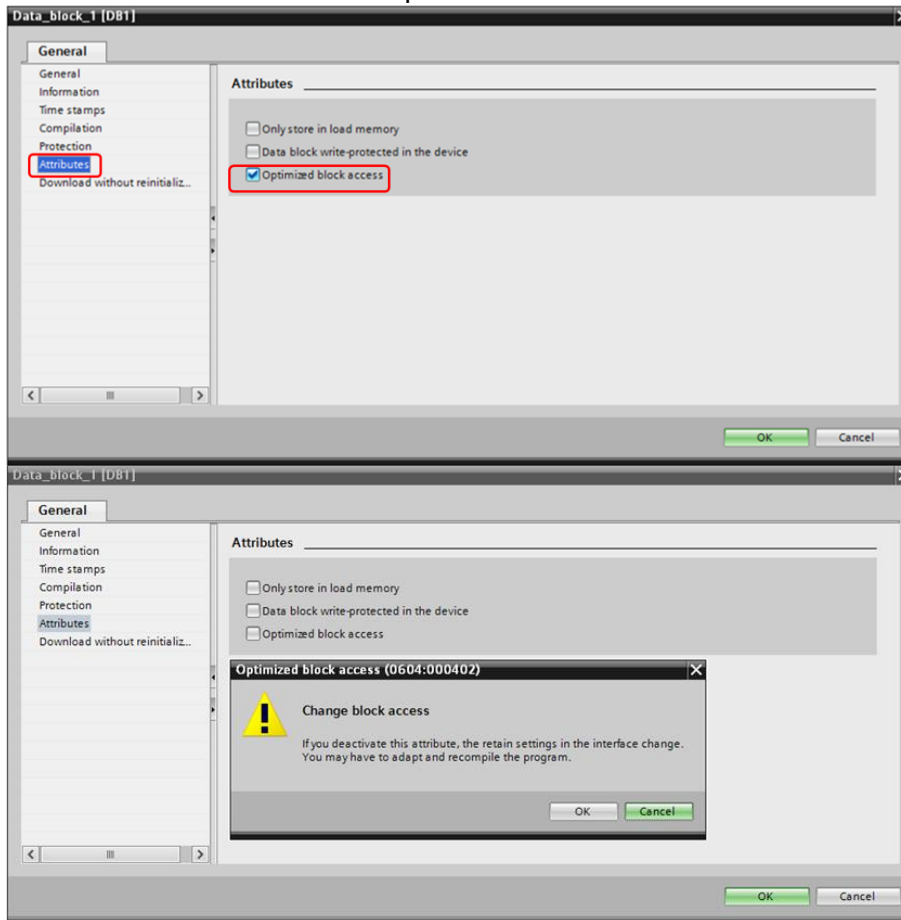 Data_block_1 [DB1]
General
General
Information
Time stamps
Compilation
Protection
Attributes
Download without reinitializ...
Attributes
Only store in load memory
Data block write-protected in the device
Optimized block access
OK
Cancel
Data_block_1 [DB1]
General
General
Information
Time stamps
Compilation
Protection
Attributes
Download without reinitializ...
Attributes
Only store in load memory
Data block write-protected in the device
Optimized block access
Optimized block access (0604:000402)
Change block access
If you deactivate this attribute, the retain settings in the interface change.
You may have to adapt and recompile the program.
OK
Cancel
OK
Cancel